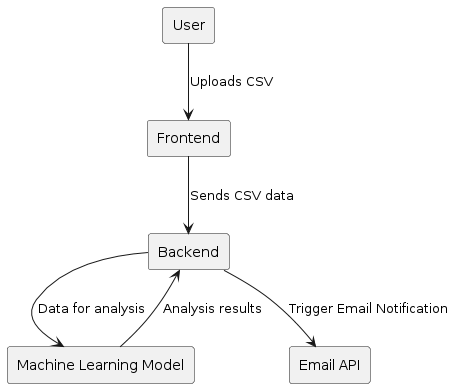 User
Uploads CSV
Frontend
Sends CSV data
Backend
Data for analysis
Analysis results
Trigger Email Notification
Machine Learning Model
Email API